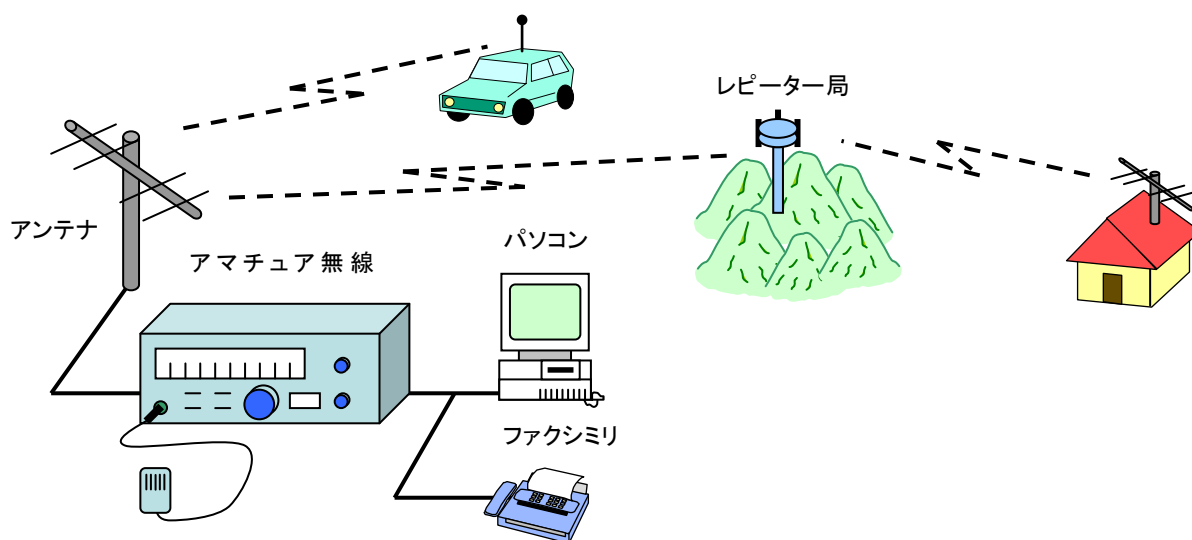 レピーター局
アンテナ
アマチュア無線
パソコン
ファクシミリ